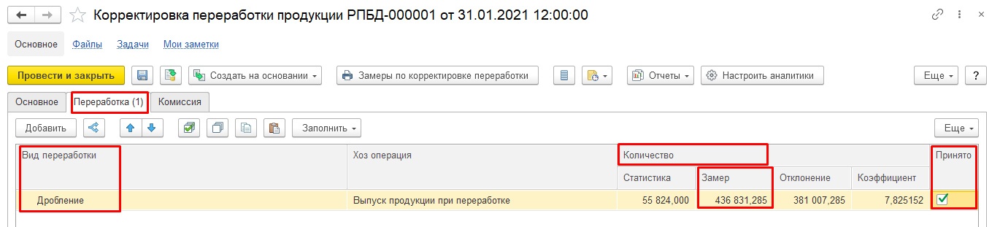 Корректировка переработки продукции РПБД-000001 от 31.01.2021 12:00:00
Основное Файлы Задачи Мои заметки
Провести и закрыть Создать на основании Замеры по корректировке переработки Отчеты Настроить аналитики Еще ?
Основное Переработка (1) Комиссия
Добавить Заполнить Еще
Вид переработки Хоз операция Количество Принято
Статистика Замер Отклонение Коэффициент
Дробление Выпуск продукции при переработке 55 824,000 436 831,285 381 007,285 7,825152